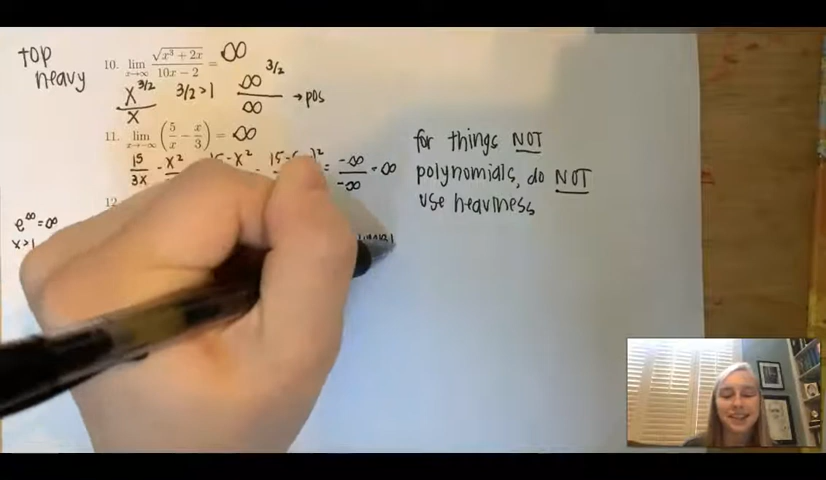 top
heavy
10. lim x→∞ √(x³ + 2x) / (10x − 2) = ∞
x^3/2 / x 3/2 > 1 ∞^3/2 / ∞ → pos
11. lim x→−∞ (5/x − x/3) = ∞
15/3x - x² = -∞/-∞ = ∞
12.
e^∞ = ∞
x > 1
for things NOT
polynomials, do NOT
use heaviness